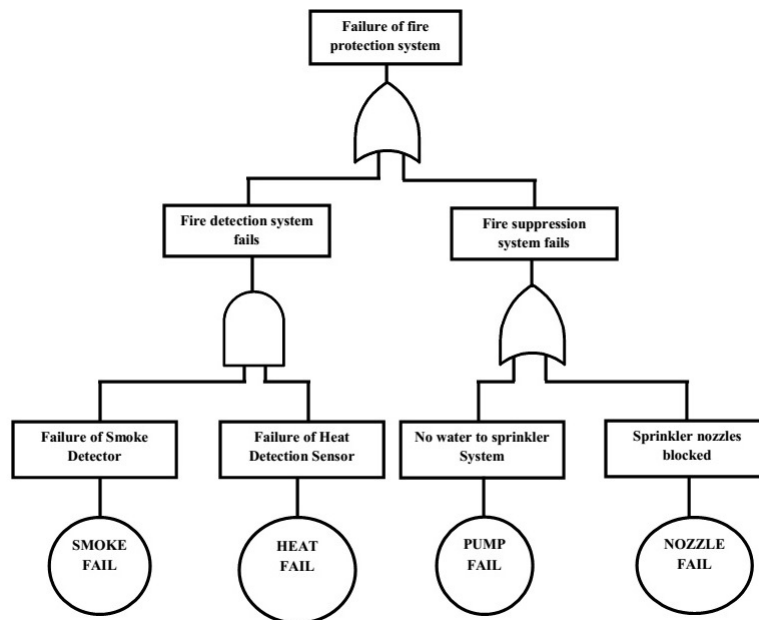 Failure of fire
protection system
Fire detection system
fails
Fire suppression
system fails
Failure of Smoke
Detector
Failure of Heat
Detection Sensor
No water to sprinkler
System
Sprinkler nozzles
blocked
SMOKE
FAIL
HEAT
FAIL
PUMP
FAIL
NOZZLE
FAIL